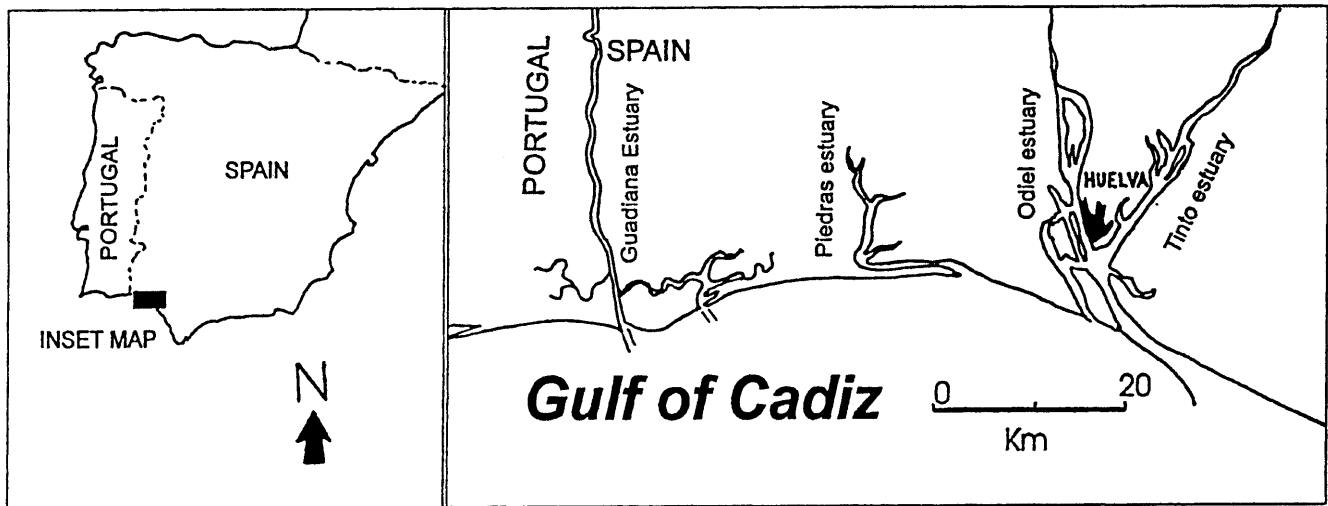 PORTUGAL
SPAIN
INSET MAP
N
PORTUGAL
SPAIN
Guadiana Estuary
Piedras estuary
Odiel estuary
HUELVA
Tinto estuary
Gulf of Cadiz
0 20
Km